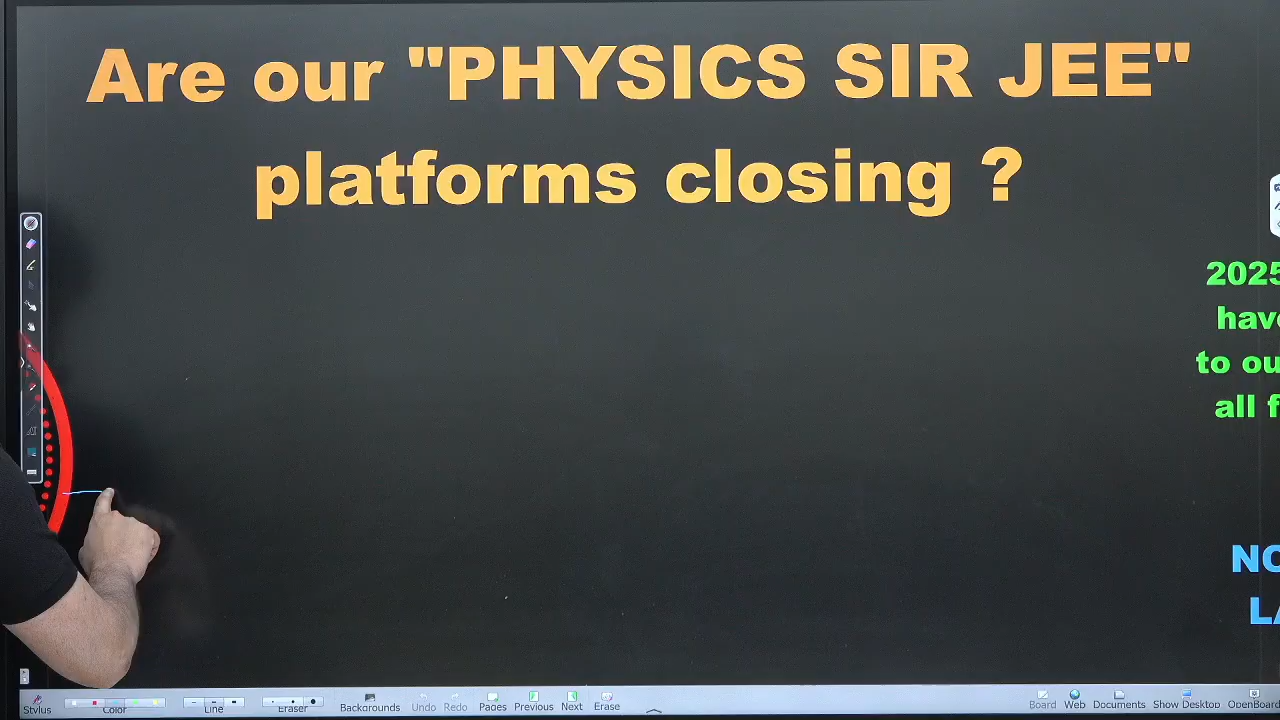 Are our "PHYSICS SIR JEE"
platforms closing ?
2025
have
to ou
all f
NO
LA
Stylus
Color
Line
Eraser
Backgrounds
Undo
Redo
Pages
Previous
Next
Erase
Board
Web
Documents
Show Desktop
OpenBoard